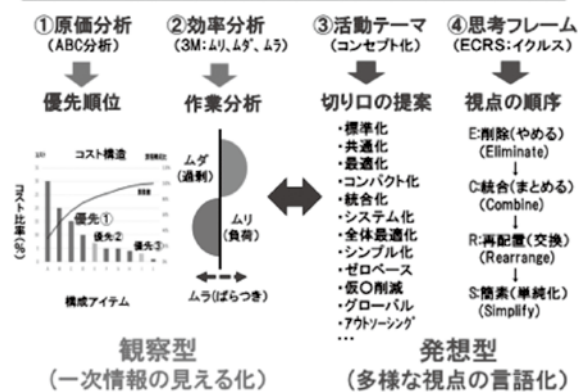 ①原価分析
(ABC分析)
優先順位
コスト構造
コスト比率(%)
優先①
優先②
優先③
構成アイテム
②効率分析
(3M:ムリ、ムダ、ムラ)
作業分析
ムダ
(過剰)
ムリ
(負荷)
ムラ(ばらつき)
観察型
(一次情報の見える化)
③活動テーマ
(コンセプト化)
切り口の提案
・標準化
・共通化
・最適化
・コンパクト化
・統合化
・システム化
・全体最適化
・シンプル化
・ゼロベース
・仮〇削減
・グローバル
・アウトソーシング
・・・
④思考フレーム
(ECRS:イクルス)
視点の順序
E:削除(やめる)
(Eliminate)
C:統合(まとめる)
(Combine)
R:再配置(交換)
(Rearrange)
S:簡素(単純化)
(Simplify)
発想型
(多様な視点の言語化)